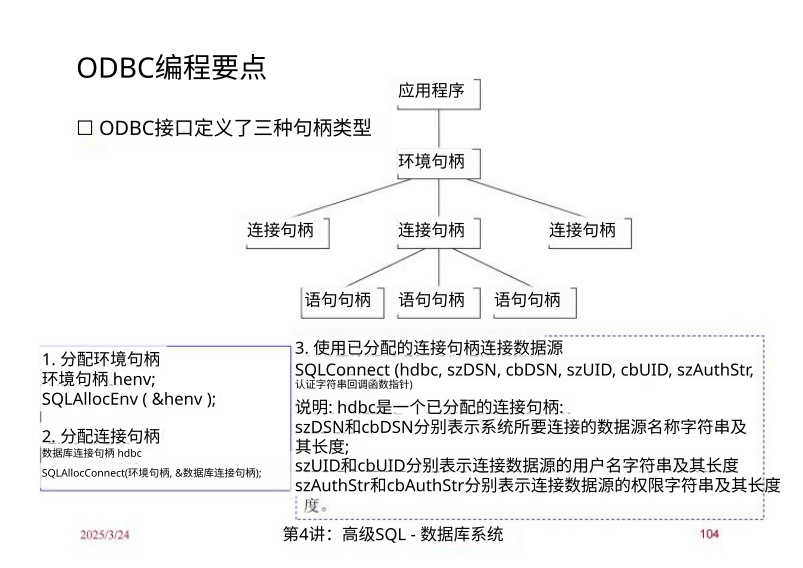 ODBC编程要点
应用程序
□ ODBC接口定义了三种句柄类型
环境句柄
连接句柄 连接句柄 连接句柄
语句句柄 语句句柄 语句句柄
1. 分配环境句柄
环境句柄 henv;
SQLAllocEnv ( &henv );
2. 分配连接句柄
数据库连接句柄 hdbc
SQLAllocConnect(环境句柄, &数据库连接句柄);
3. 使用已分配的连接句柄连接数据源
SQLConnect (hdbc, szDSN, cbDSN, szUID, cbUID, szAuthStr,
认证字符串回调函数指针)
说明: hdbc是一个已分配的连接句柄:
szDSN和cbDSN分别表示系统所要连接的数据源名称字符串及
其长度;
szUID和cbUID分别表示连接数据源的用户名字符串及其长度
szAuthStr和cbAuthStr分别表示连接数据源的权限字符串及其长度
度。
2025/3/24 第4讲：高级SQL - 数据库系统 104